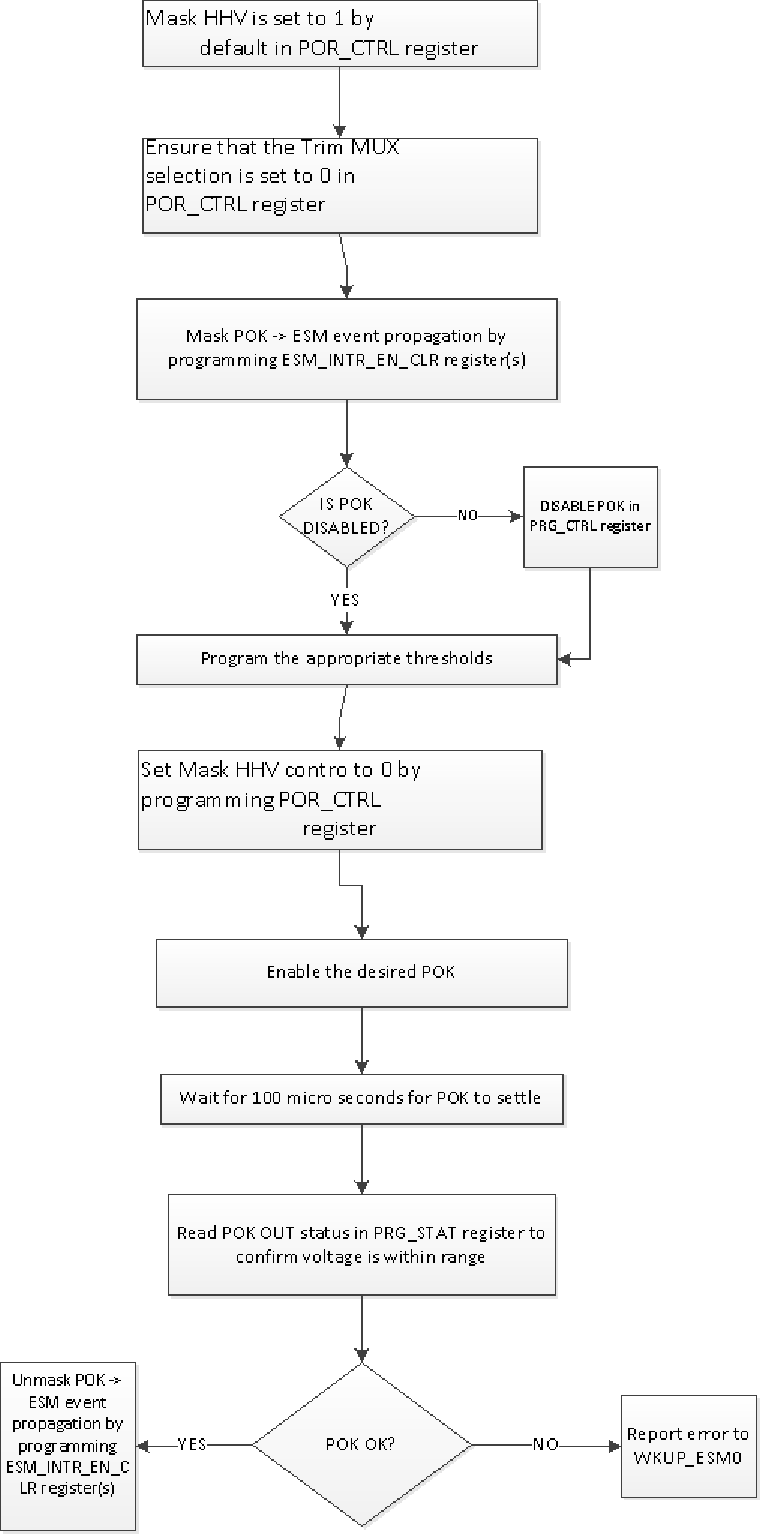 Mask HHV is set to 1 by
default in POR_CTRL register
Ensure that the Trim MUX
selection is set to 0 in
POR_CTRL register
Mask POK -> ESM event propagation by
programming ESM_INTR_EN_CLR register(s)
IS POK
DISABLED?
NO
DISABLE POK in
PRG_CTRL register
YES
Program the appropriate thresholds
Set Mask HHV contro to 0 by
programming POR_CTRL
register
Enable the desired POK
Wait for 100 micro seconds for POK to settle
Read POK OUT status in PRG_STAT register to
confirm voltage is within range
Unmask POK ->
ESM event
propagation by
programming
ESM_INTR_EN_C
LR register(s)
YES
POK OK?
NO
Report error to
WKUP_ESM0